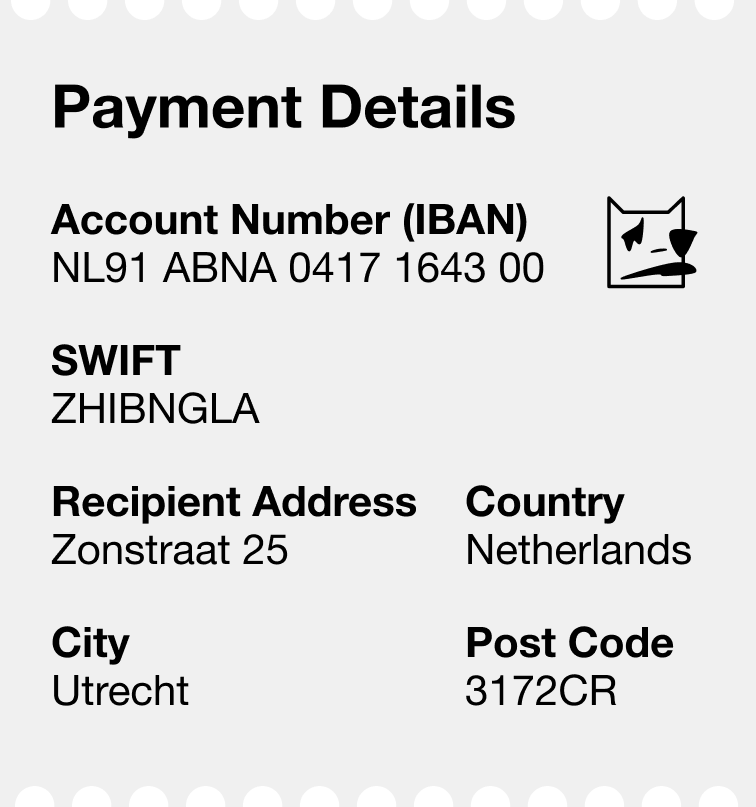 Payment Details
Account Number (IBAN)
NL91 ABNA 0417 1643 00
SWIFT
ZHIBNGLA
Recipient Address
Zonstraat 25
Country
Netherlands
City
Utrecht
Post Code
3172CR